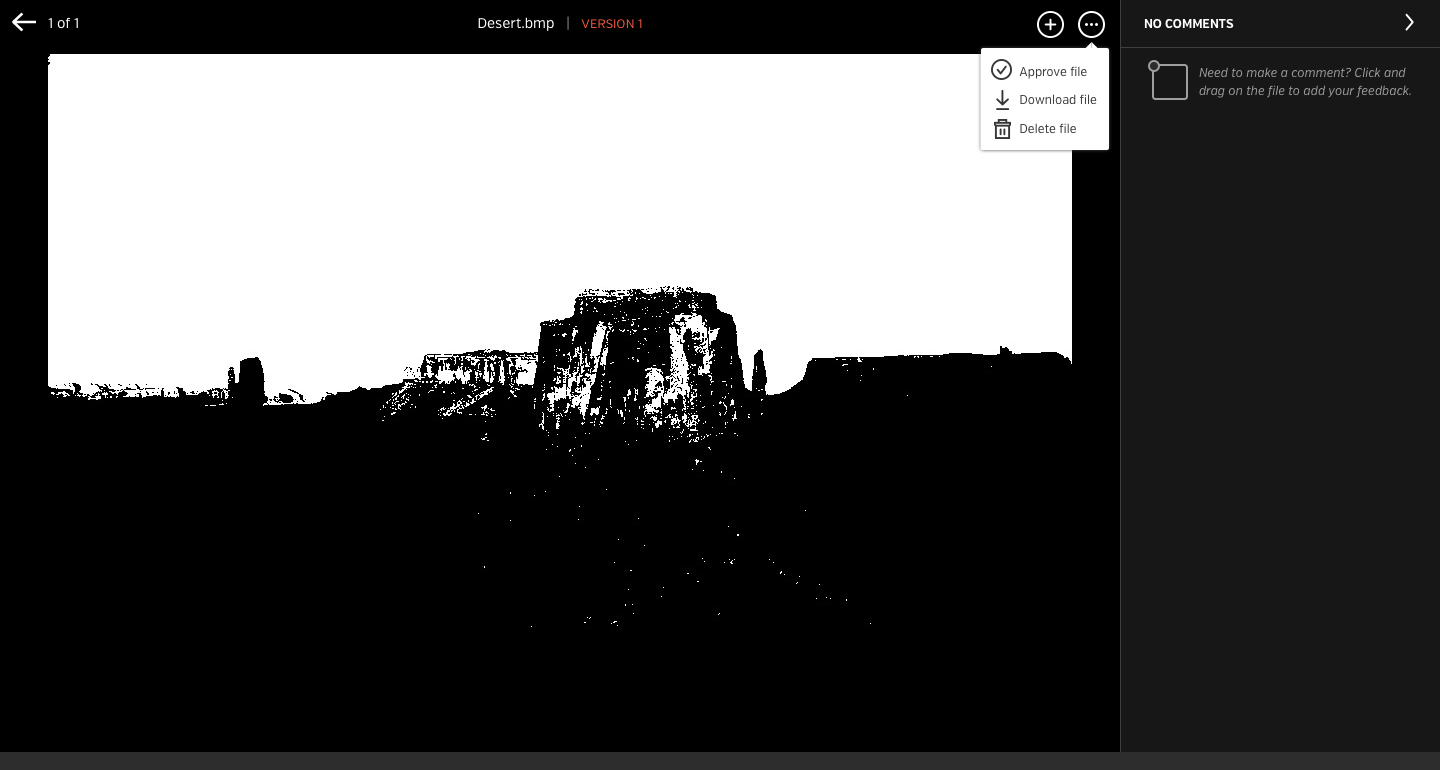 1 of 1
Desert.bmp | VERSION 1
NO COMMENTS
Approve file
Download file
Delete file
Need to make a comment? Click and
drag on the file to add your feedback.